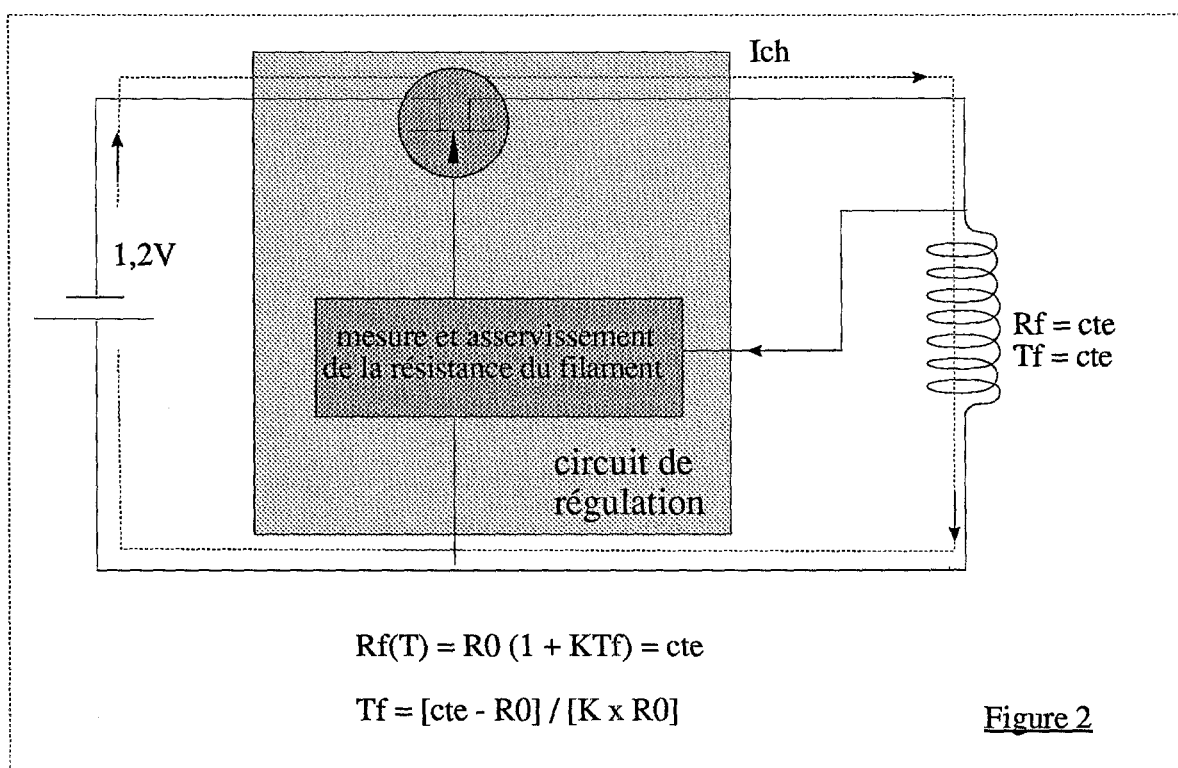 Ich
1,2V
mesure et asservissement
de la résistance du filament
Rf = cte
Tf = cte
circuit de
régulation
Rf(T) = R0 (1 + KTf) = cte
Tf = [cte - R0] / [K x R0]
Figure 2